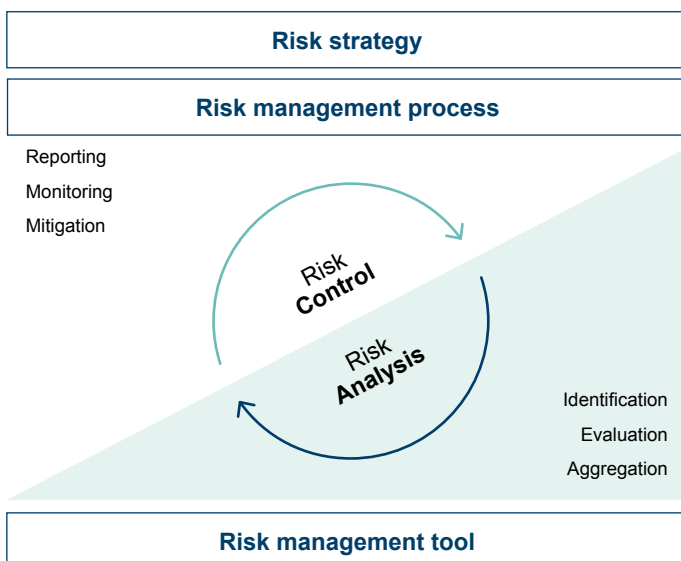 Risk strategy
Risk management process
Reporting
Monitoring
Mitigation
Risk
Control
Risk
Analysis
Identification
Evaluation
Aggregation
Risk management tool